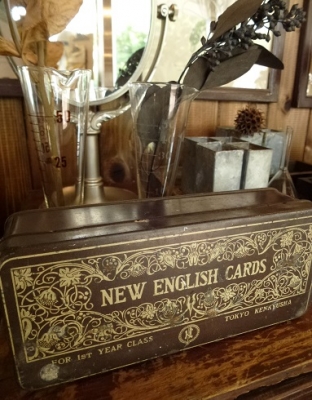 50
25
NEW ENGLISH CARDS
FOR 1ST YEAR CLASS
TOKYO KENKYUSHA